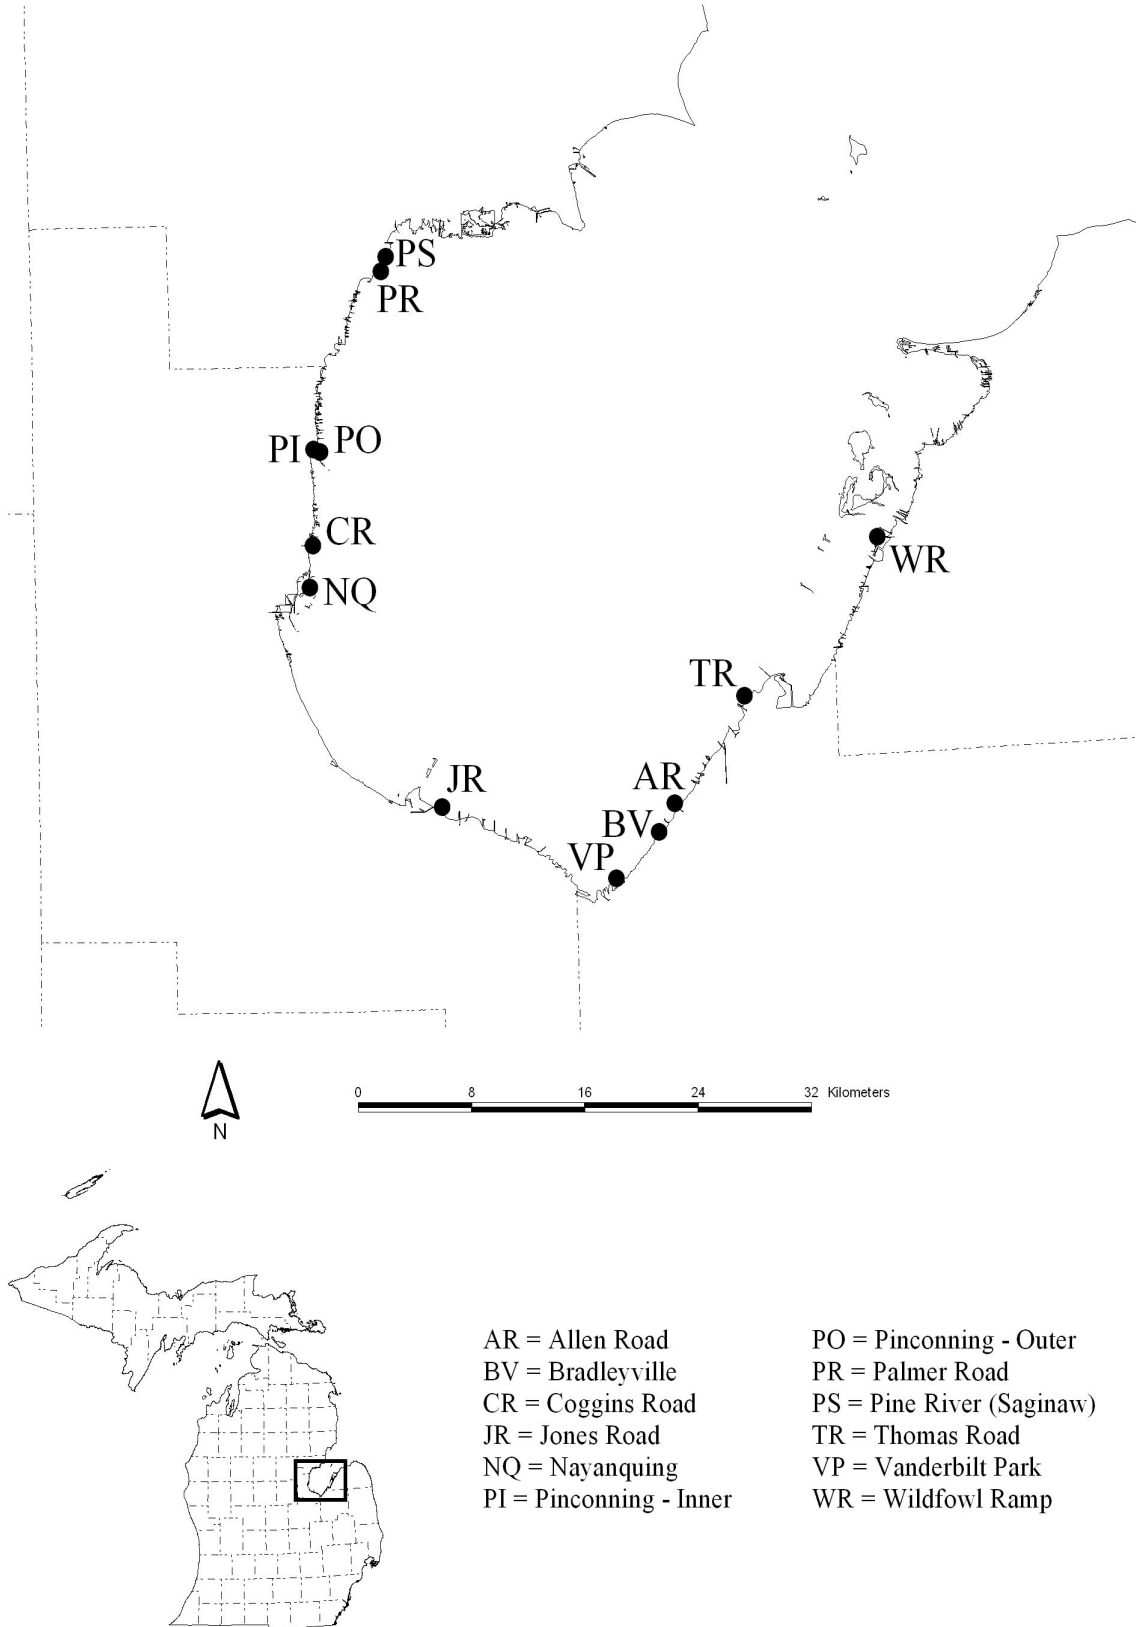 PS
PR
PI
PO
CR
NQ
WR
TR
JR
AR
BV
VP
0 8 16 24 32 Kilometers
N
AR = Allen Road
BV = Bradleyville
CR = Coggins Road
JR = Jones Road
NQ = Nayanquing
PI = Pinconning - Inner
PO = Pinconning - Outer
PR = Palmer Road
PS = Pine River (Saginaw)
TR = Thomas Road
VP = Vanderbilt Park
WR = Wildfowl Ramp